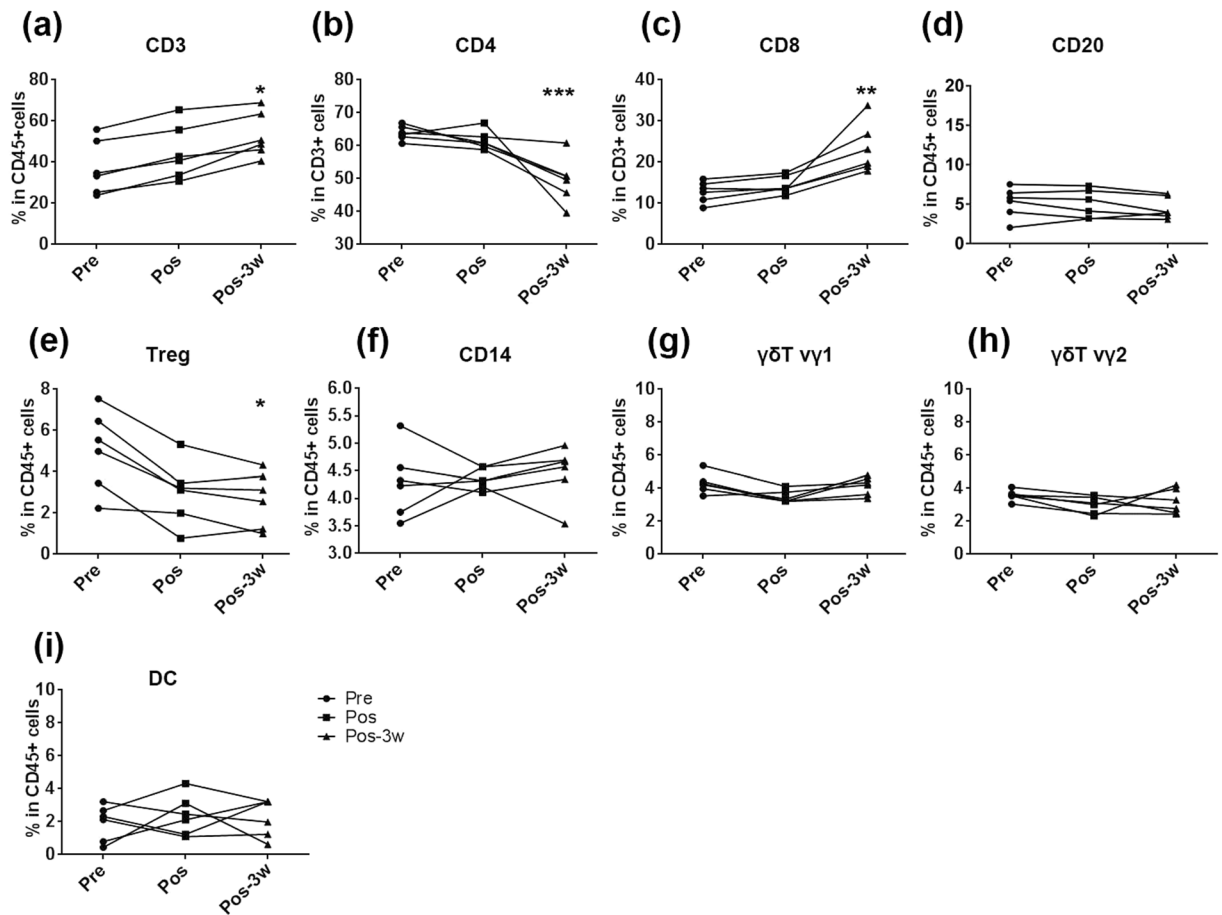 (a)
CD3
% in CD45+cells
80
60
40
20
0
*
Pre
Pos
Pos-3w
(b)
CD4
% in CD3+ cells
80
70
60
50
40
30
***
Pre
Pos
Pos-3w
(c)
CD8
% in CD3+ cells
40
30
20
10
0
**
Pre
Pos
Pos-3w
(d)
CD20
% in CD45+ cells
20
15
10
5
0
Pre
Pos
Pos-3w
(e)
Treg
% in CD45+ cells
8
6
4
2
0
*
Pre
Pos
Pos-3w
(f)
CD14
% in CD45+ cells
6.0
5.5
5.0
4.5
4.0
3.5
3.0
Pre
Pos
Pos-3w
(g)
γδT vγ1
% in CD45+ cells
10
8
6
4
2
0
Pre
Pos
Pos-3w
(h)
γδT vγ2
% in CD45+ cells
10
8
6
4
2
0
Pre
Pos
Pos-3w
(i)
DC
% in CD45+ cells
10
8
6
4
2
0
Pre
Pos
Pos-3w
Pre
Pos
Pos-3w